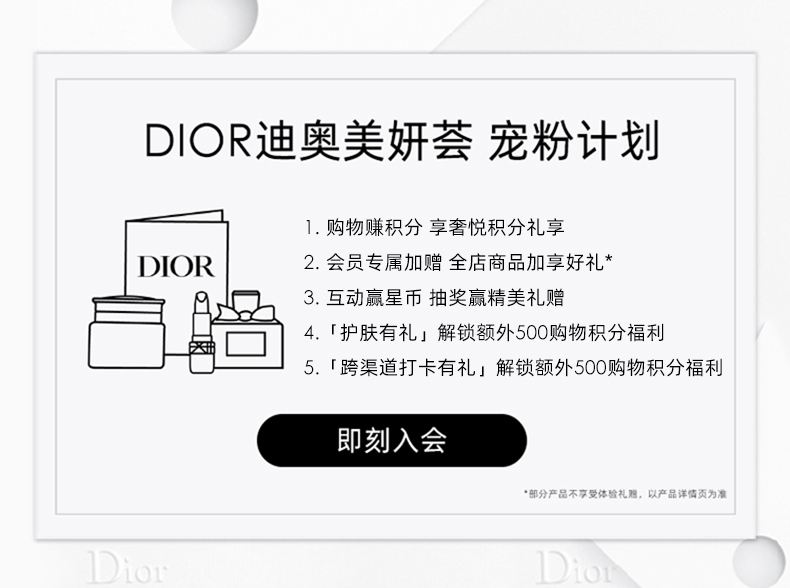 DIOR迪奥美妍荟 宠粉计划
DIOR
1. 购物赚积分 享奢悦积分礼享
2. 会员专属加赠 全店商品加享好礼*
3. 互动赢星币 抽奖赢精美礼赠
4.「护肤有礼」解锁额外500购物积分福利
5.「跨渠道打卡有礼」解锁额外500购物积分福利
即刻入会
*部分产品不享受体验礼赠，以产品详情页为准
Dior
Dior